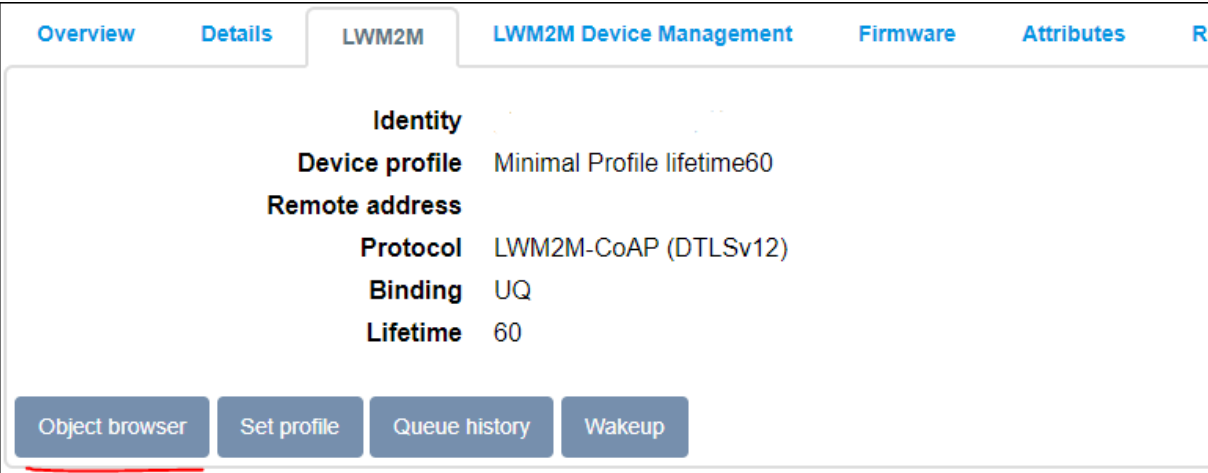 Overview Details LWM2M LWM2M Device Management Firmware Attributes R
Identity
Device profile Minimal Profile lifetime60
Remote address
Protocol LWM2M-CoAP (DTLSv12)
Binding UQ
Lifetime 60
Object browser Set profile Queue history Wakeup